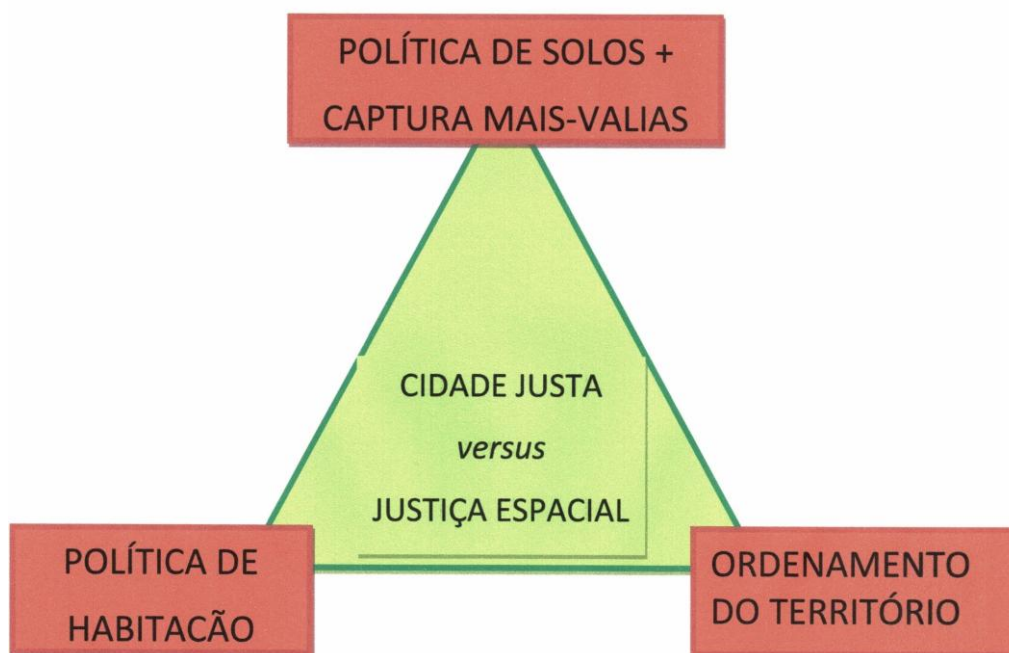 POLÍTICA DE SOLOS +
CAPTURA MAIS-VALIAS
CIDADE JUSTA
versus
JUSTIÇA ESPACIAL
POLÍTICA DE
HABITACÃO
ORDENAMENTO
DO TERRITÓRIO